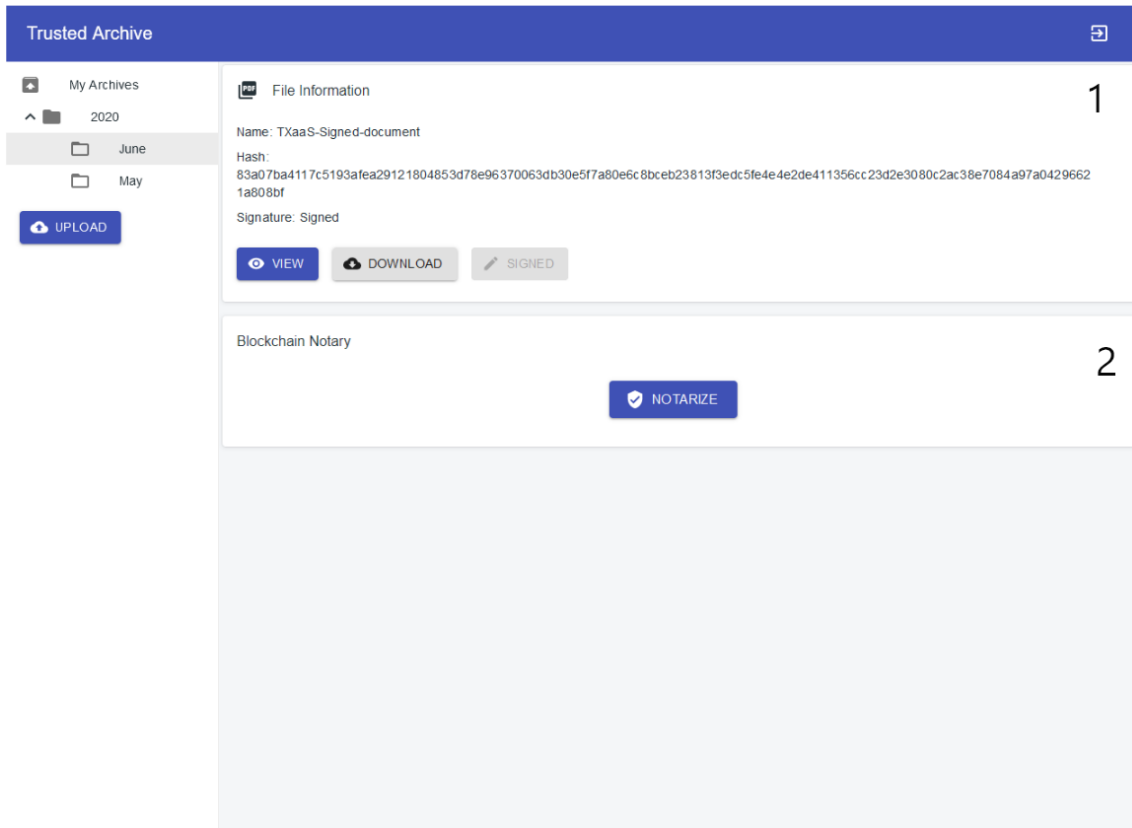 Trusted Archive
My Archives
2020
June
May
UPLOAD
PDF
File Information
1
Name: TXaaS-Signed-document
Hash:
83a07ba4117c5193afea29121804853d78e96370063db30e5f7a80e6c8bceb23813f3edc5fe4e4e2de411356cc23d2e3080c2ac38e7084a97a0429662
1a808bf
Signature: Signed
VIEW
DOWNLOAD
SIGNED
Blockchain Notary
2
NOTARIZE